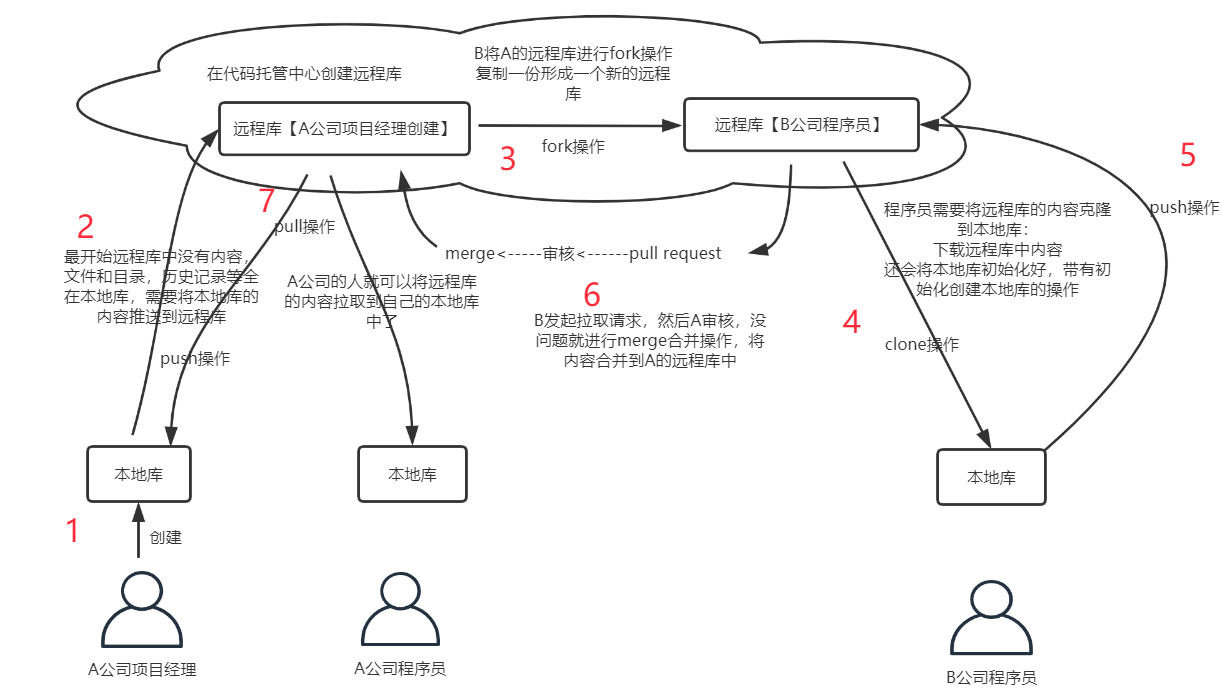 B将A的远程库进行fork操作
复制一份形成一个新的远程
库
在代码托管中心创建远程库
远程库【A公司项目经理创建】
远程库【B公司程序员】
fork操作
3
5
7
push操作
2
pull操作
程序员需要将远程库的内容克隆
到本地库：
下载远程库中内容
还会将本地库初始化好，带有初
始化创建本地库的操作
merge<-----审核<------pull request
最开始远程库中没有内容，
文件和目录，历史记录等全
在本地库，需要将本地库的
内容推送到远程库
A公司的人就可以将远程库
的内容拉取到自己的本地库
中了
6
B发起拉取请求，然后A审核，没
问题就进行merge合并操作，将
内容合并到A的远程库中
4
clone操作
push操作
本地库
本地库
本地库
1
创建
A公司项目经理
A公司程序员
B公司程序员